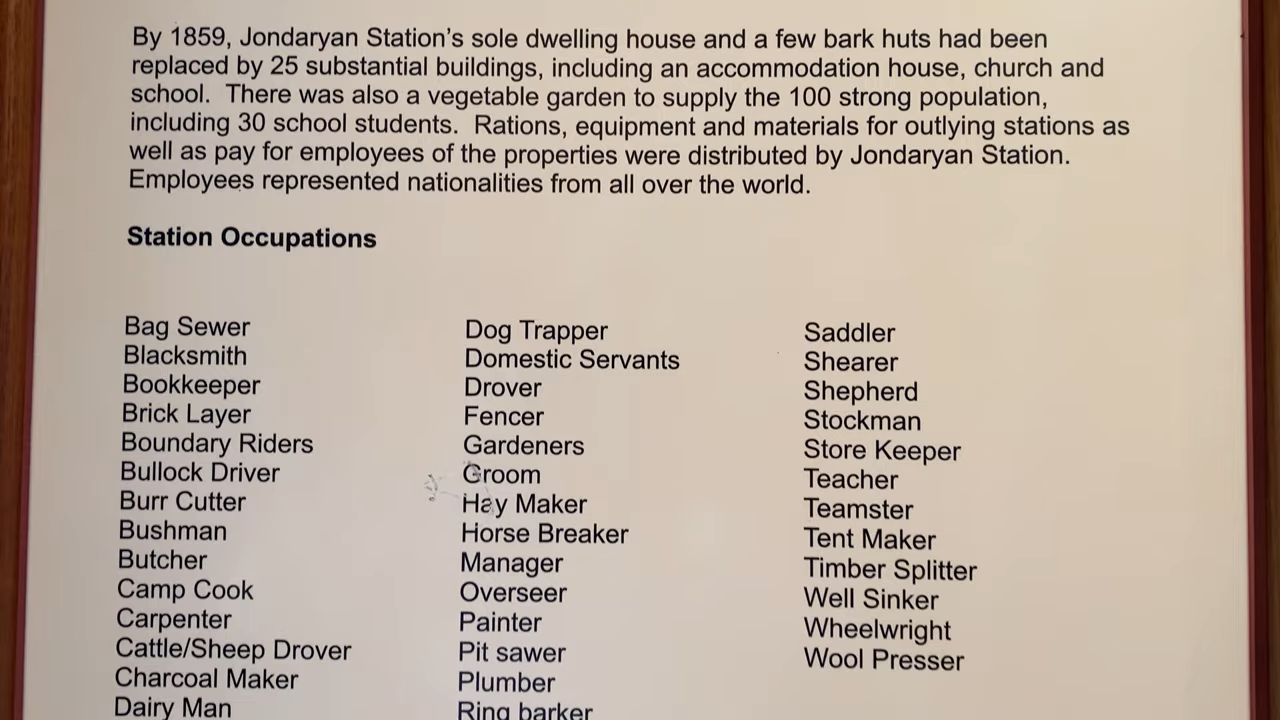 By 1859, Jondaryan Station's sole dwelling house and a few bark huts had been
replaced by 25 substantial buildings, including an accommodation house, church and
school.  There was also a vegetable garden to supply the 100 strong population,
including 30 school students.  Rations, equipment and materials for outlying stations as
well as pay for employees of the properties were distributed by Jondaryan Station.
Employees represented nationalities from all over the world.
Station Occupations
Bag Sewer
Blacksmith
Bookkeeper
Brick Layer
Boundary Riders
Bullock Driver
Burr Cutter
Bushman
Butcher
Camp Cook
Carpenter
Cattle/Sheep Drover
Charcoal Maker
Dairy Man
Dog Trapper
Domestic Servants
Drover
Fencer
Gardeners
Groom
Hay Maker
Horse Breaker
Manager
Overseer
Painter
Pit sawer
Plumber
Ring barker
Saddler
Shearer
Shepherd
Stockman
Store Keeper
Teacher
Teamster
Tent Maker
Timber Splitter
Well Sinker
Wheelwright
Wool Presser